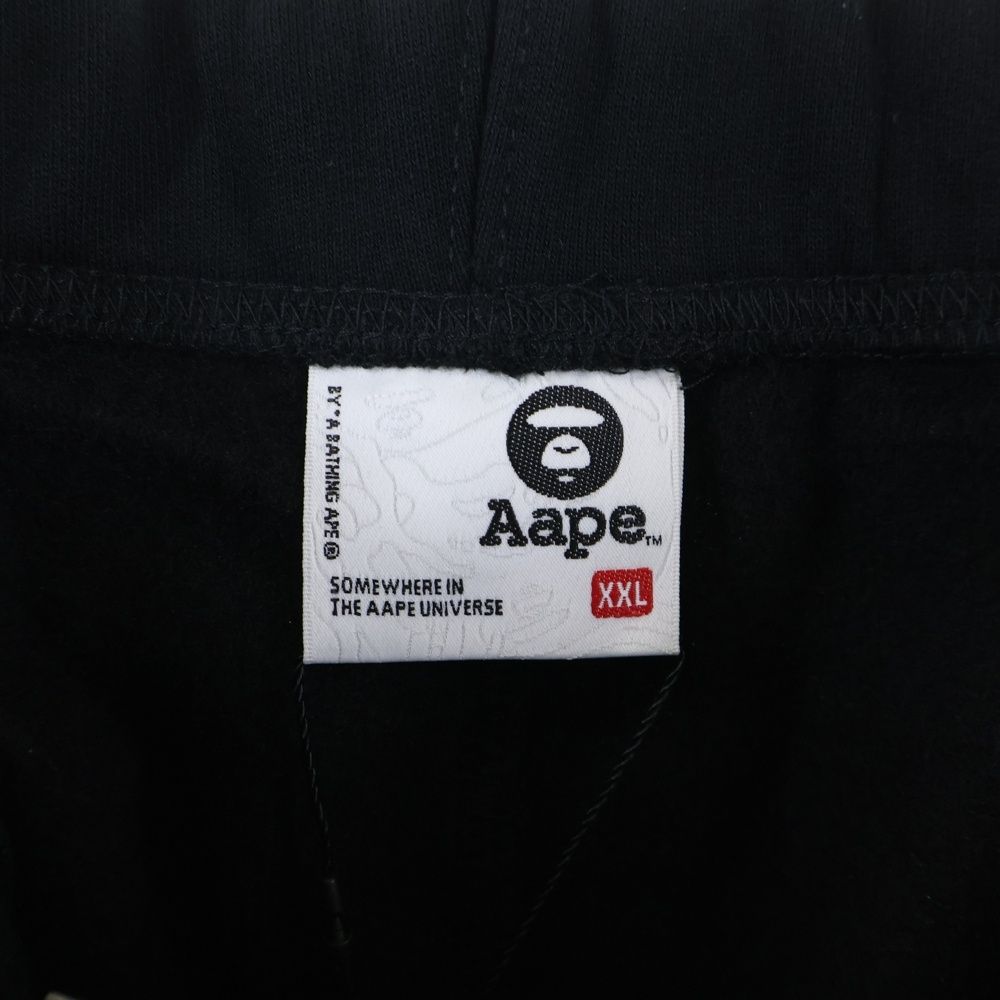 BY*A BATHING APE®
Aape™
SOMEWHERE IN
THE AAPE UNIVERSE
XXL